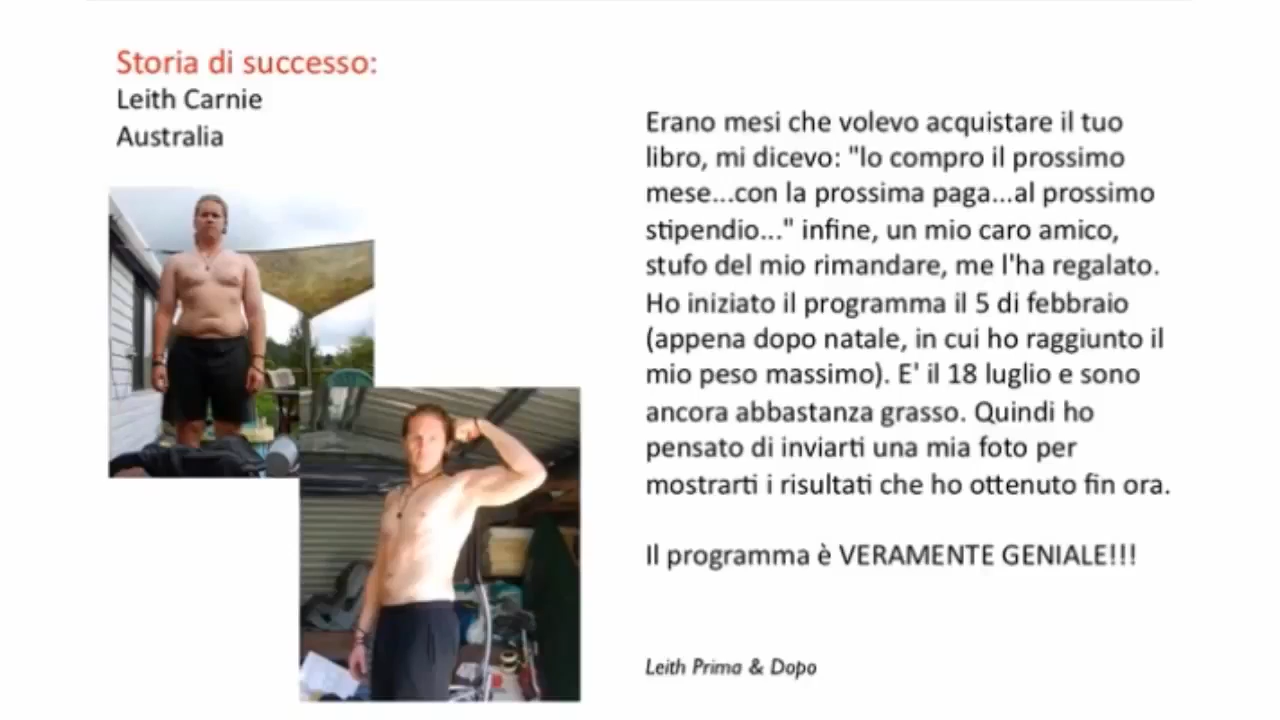 Storia di successo:
Leith Carnie
Australia
Erano mesi che volevo acquistare il tuo
libro, mi dicevo: "lo compro il prossimo
mese...con la prossima paga...al prossimo
stipendio..." infine, un mio caro amico,
stufo del mio rimandare, me l'ha regalato.
Ho iniziato il programma il 5 di febbraio
(appena dopo natale, in cui ho raggiunto il
mio peso massimo). E' il 18 luglio e sono
ancora abbastanza grasso. Quindi ho
pensato di inviarti una mia foto per
mostrarti i risultati che ho ottenuto fin ora.
Il programma è VERAMENTE GENIALE!!!
Leith Prima & Dopo